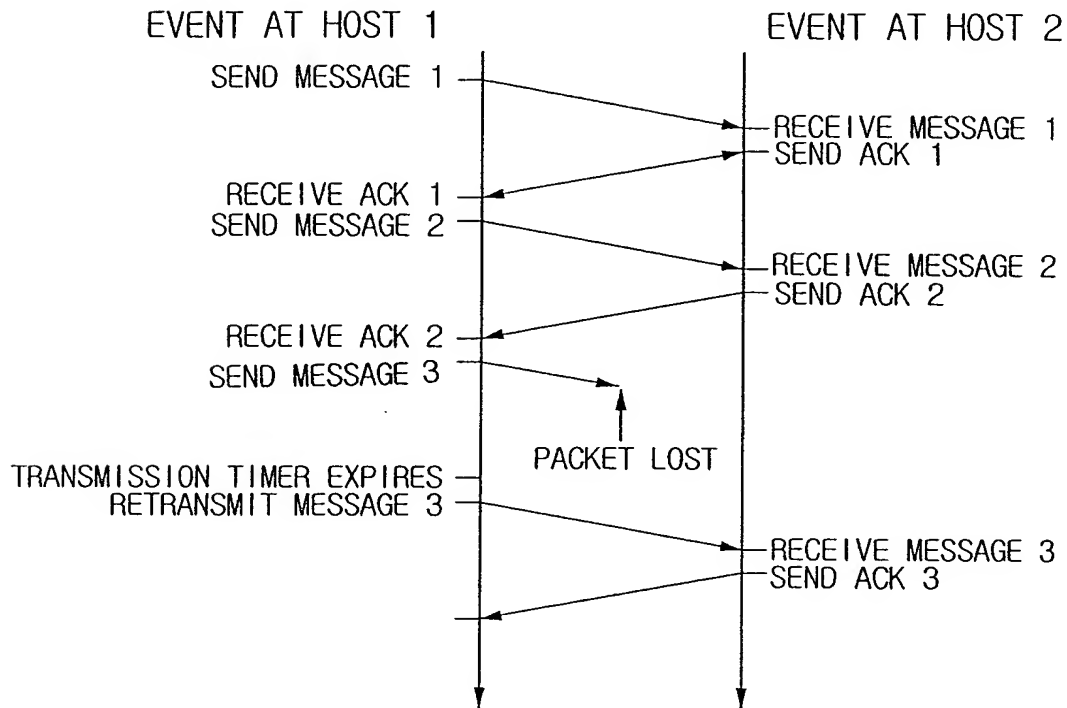 EVENT AT HOST 1
EVENT AT HOST 2
SEND MESSAGE 1
RECEIVE MESSAGE 1
SEND ACK 1
RECEIVE ACK 1
SEND MESSAGE 2
RECEIVE MESSAGE 2
SEND ACK 2
RECEIVE ACK 2
SEND MESSAGE 3
PACKET LOST
TRANSMISSION TIMER EXPIRES
RETRANSMIT MESSAGE 3
RECEIVE MESSAGE 3
SEND ACK 3